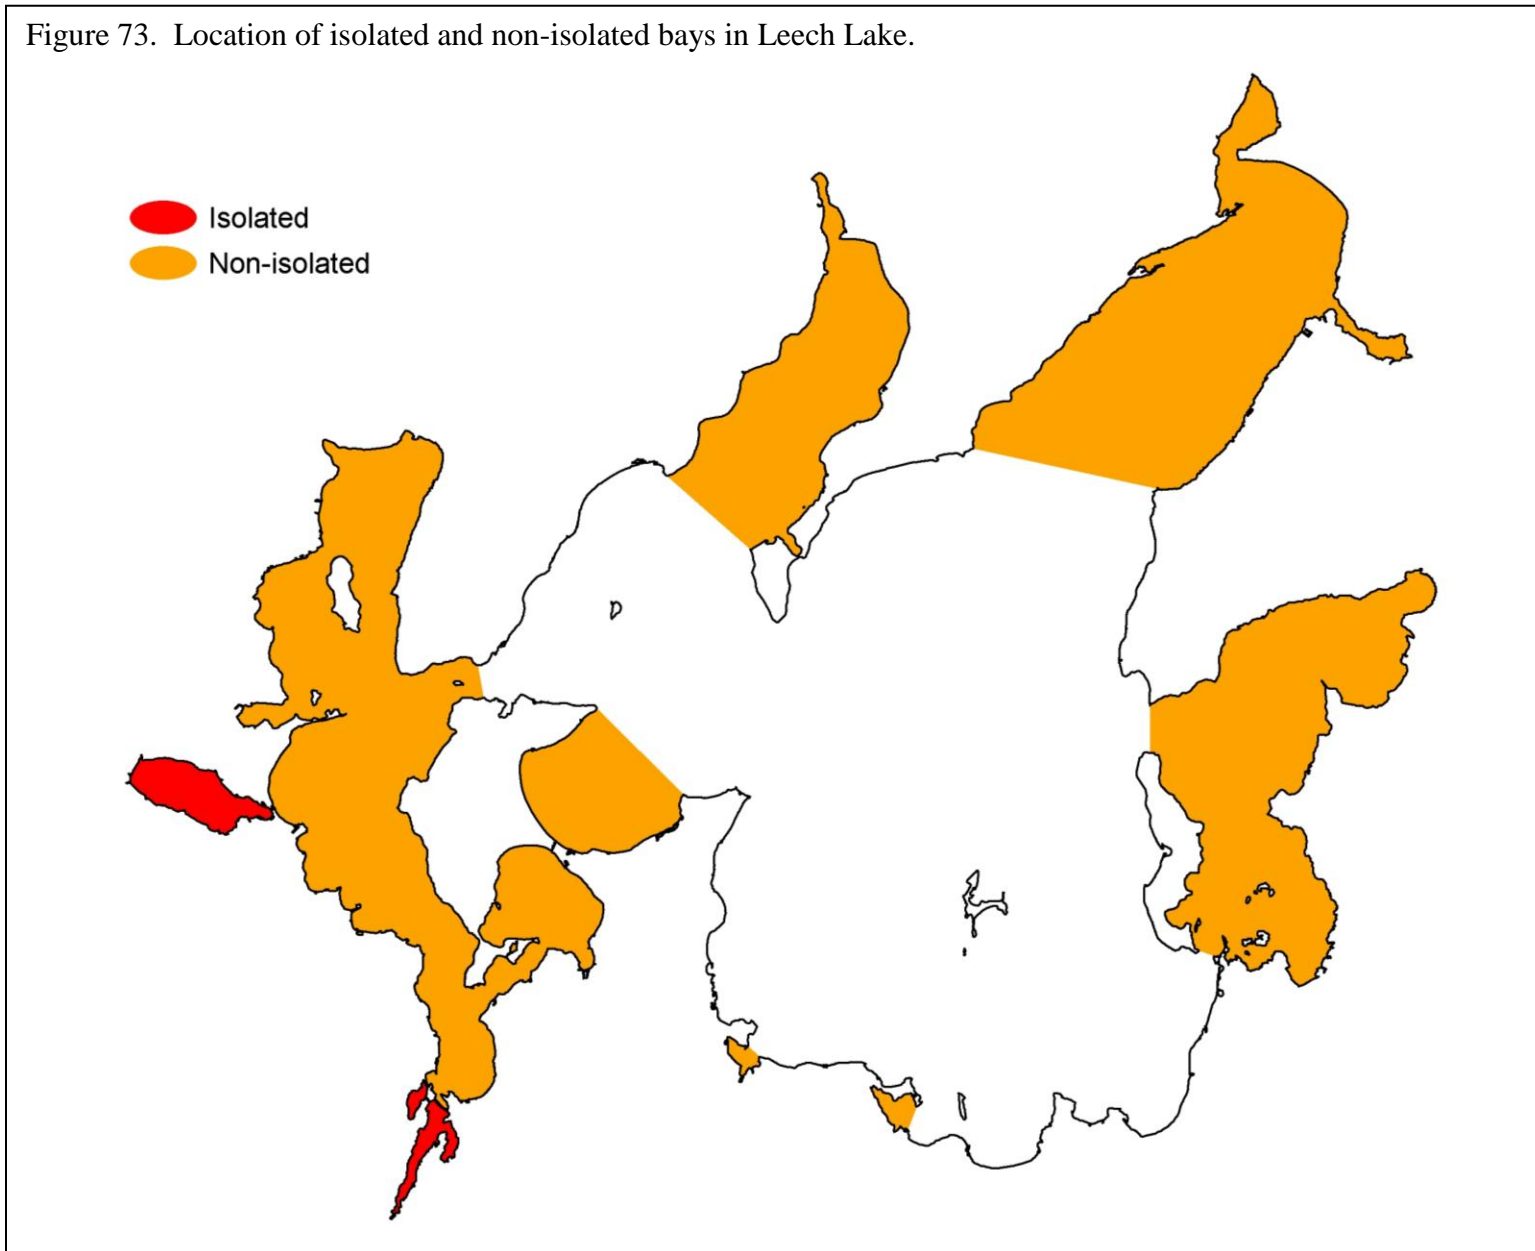 Figure 73.  Location of isolated and non-isolated bays in Leech Lake.
Isolated
Non-isolated